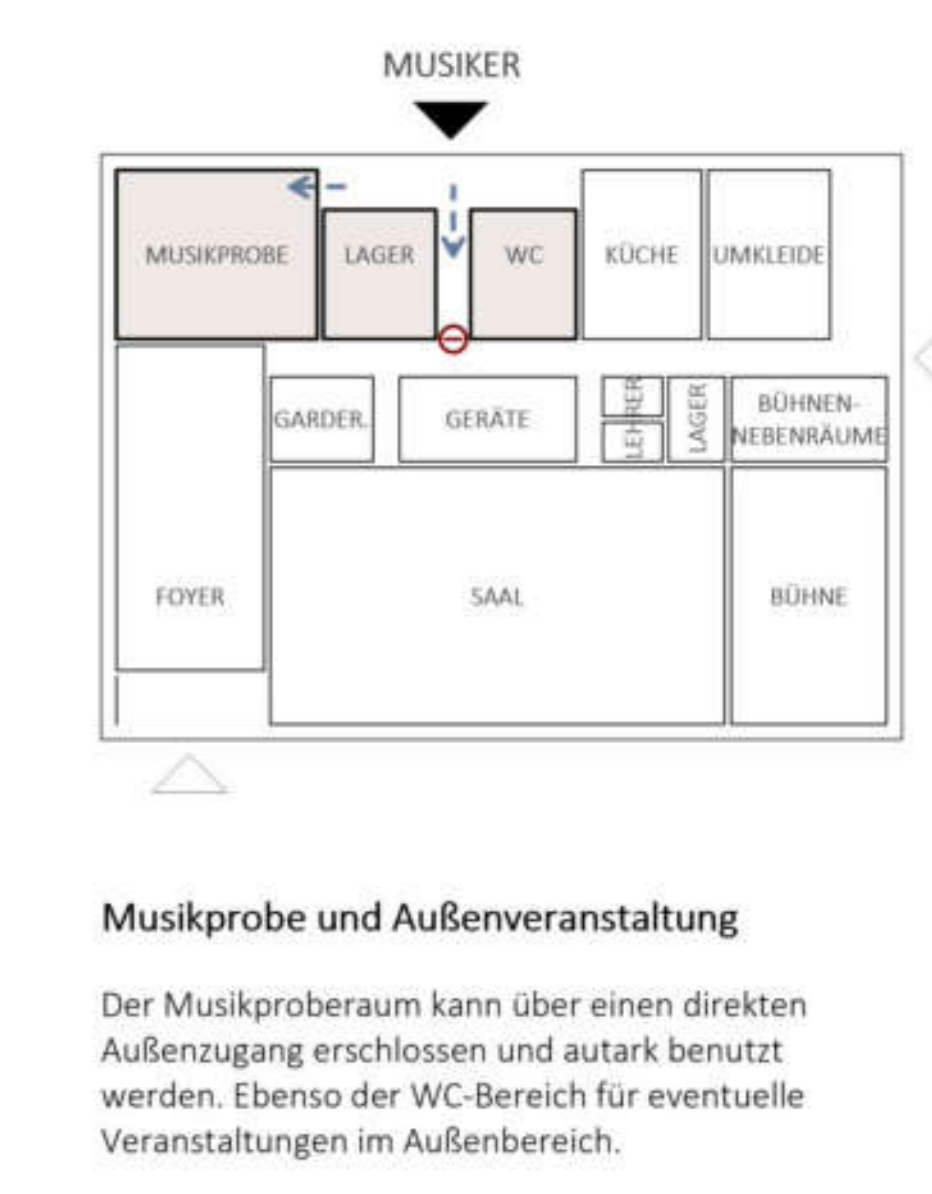 MUSIKER
MUSIKPROBE
LAGER
WC
KÜCHE
UMKLEIDE
GARDER.
GERÄTE
LEHRER
LAGER
BÜHNEN-
NEBENRÄUME
FOYER
SAAL
BÜHNE
Musikprobe und Außenveranstaltung
Der Musikproberaum kann über einen direkten
Außenzugang erschlossen und autark benutzt
werden. Ebenso der WC-Bereich für eventuelle
Veranstaltungen im Außenbereich.